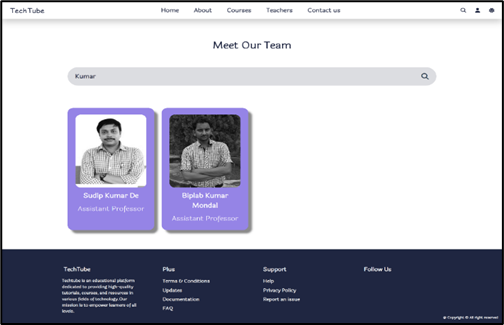 TechTube
Home About Courses Teachers Contact us
Meet Our Team
Kumar
Sudip Kumar De
Assistant Professor
Biplab Kumar
Mondal
Assistant Professor
TechTube
Techtube is an educational platform
dedicated to providing high-quality
tutorials, courses, and resources in
various fields of technology. Our
mission is to empower learners of all
levels.
Plus
Terms & Conditions
Updates
Documentation
FAQ
Support
Help
Privacy Policy
Report an issue
Follow Us
© Copyright © All right reserved